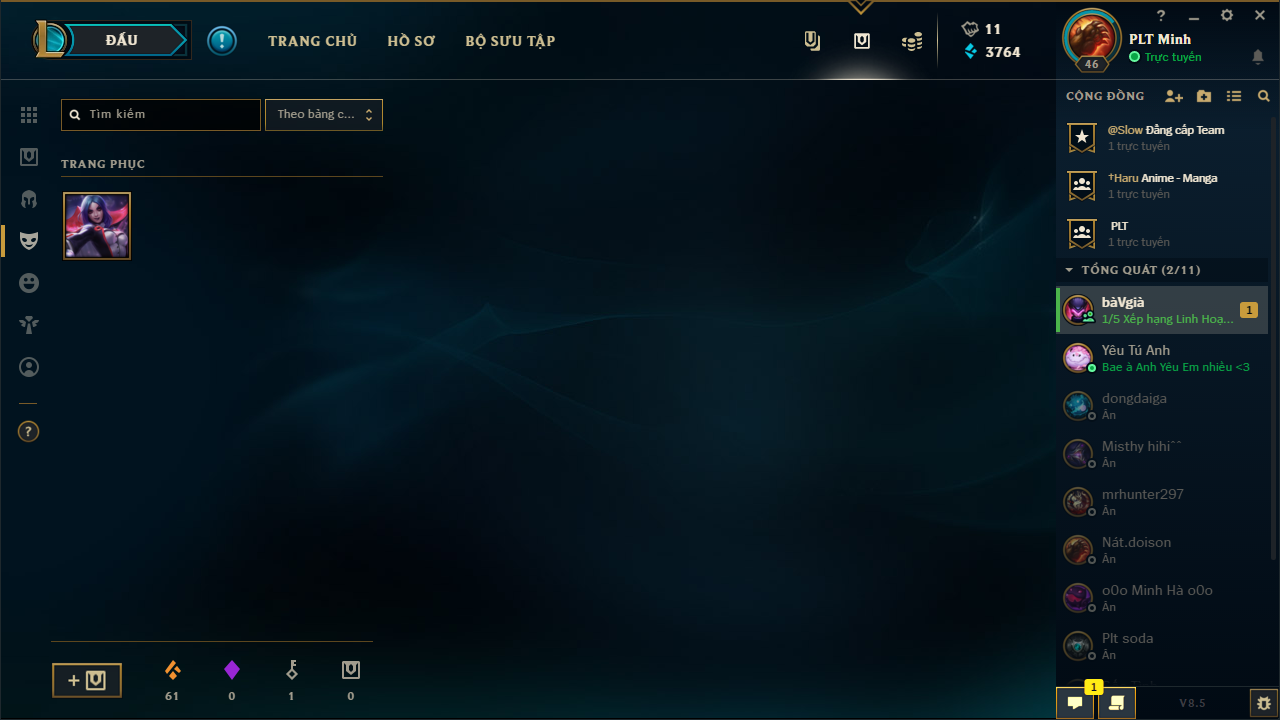 ĐẤU
TRANG CHỦ
HỒ SƠ
BỘ SƯU TẬP
11
3764
46
PLT Minh
Trực tuyến
Tìm kiếm
Theo bảng c...
TRANG PHỤC
61
0
1
0
CỘNG ĐỒNG
@Slow Đẳng cấp Team
1 trực tuyến
†Haru Anime - Manga
1 trực tuyến
PLT
1 trực tuyến
TỔNG QUÁT (2/11)
bàVgià
1/5 Xếp hạng Linh Hoạ...
1
Yêu Tú Anh
Bae à Anh Yêu Em nhiều <3
dongdaiga
Ẩn
Misthy hihi^^
Ẩn
mrhunter297
Ẩn
Nát.doison
Ẩn
o0o Minh Hà o0o
Ẩn
Plt soda
Ẩn
1
V8.5